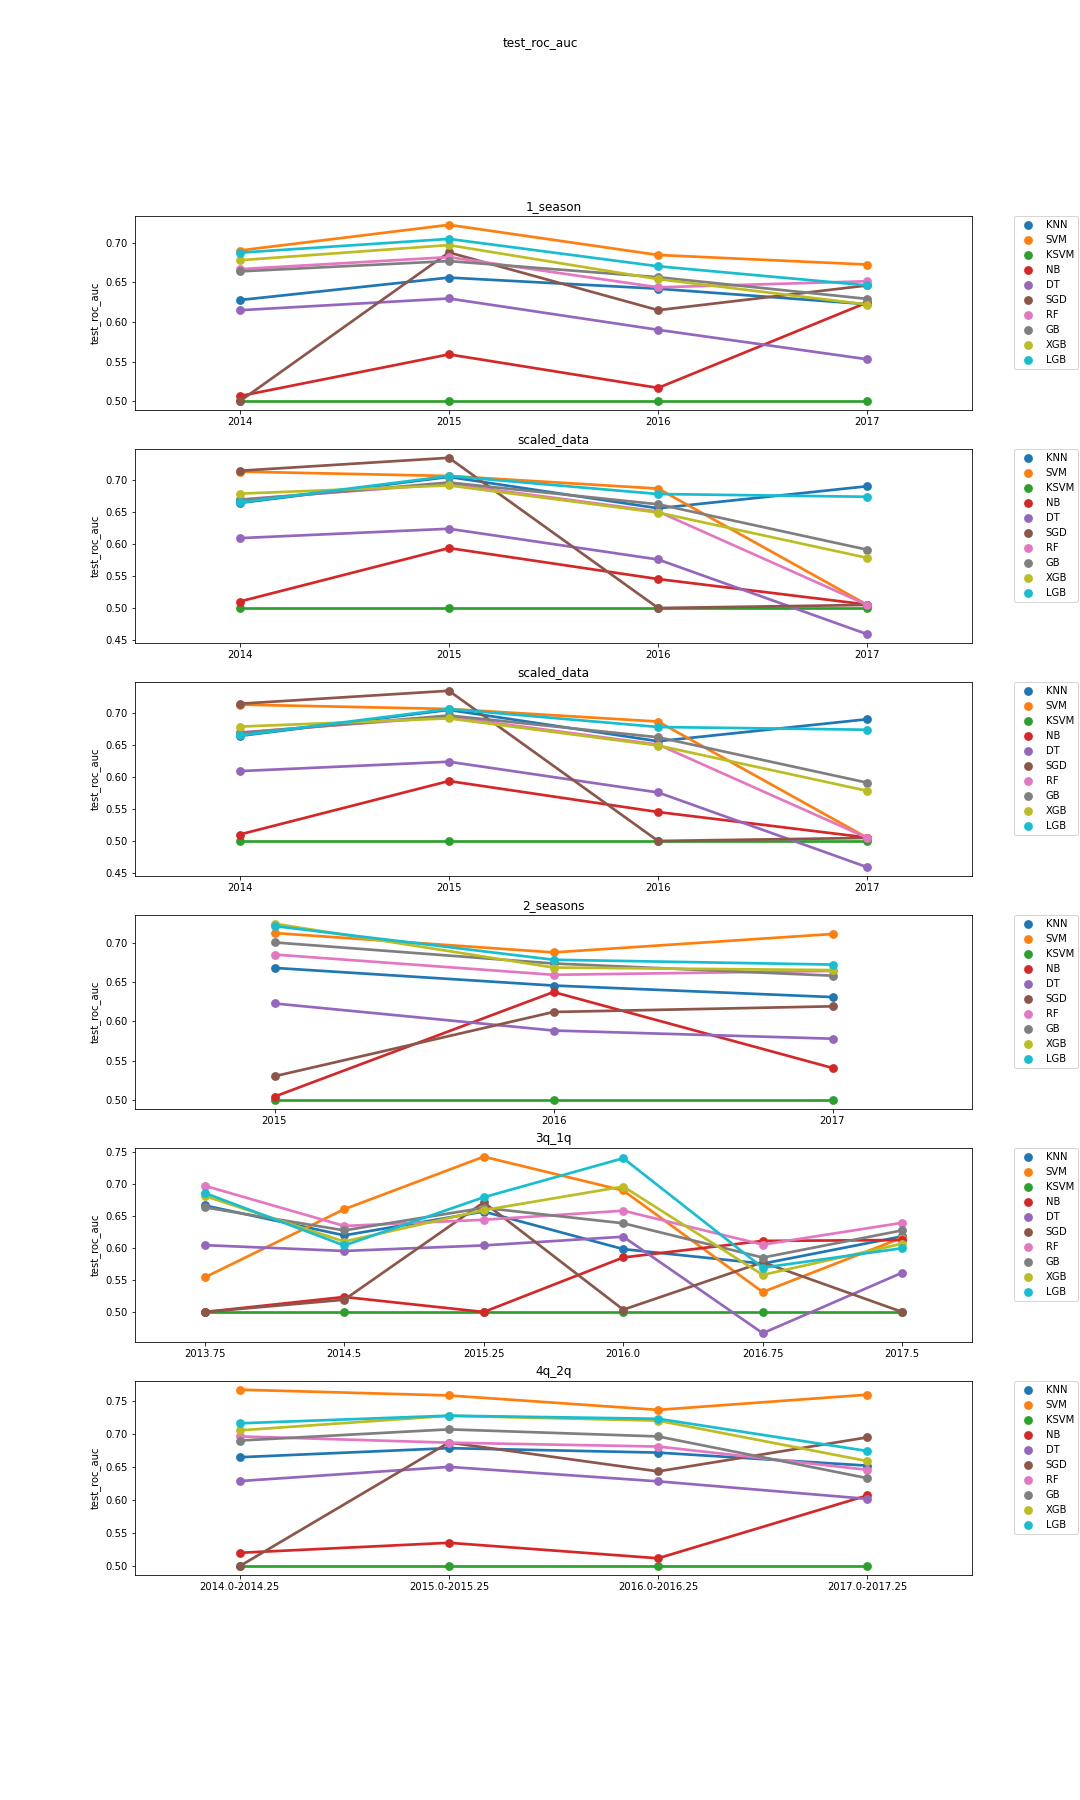 test_roc_auc
1_season
test_roc_auc
0.70
0.65
0.60
0.55
0.50
2014 2015 2016 2017
KNN
SVM
KSVM
NB
DT
SGD
RF
GB
XGB
LGB
scaled_data
test_roc_auc
0.70
0.65
0.60
0.55
0.50
0.45
2014 2015 2016 2017
KNN
SVM
KSVM
NB
DT
SGD
RF
GB
XGB
LGB
scaled_data
test_roc_auc
0.70
0.65
0.60
0.55
0.50
0.45
2014 2015 2016 2017
KNN
SVM
KSVM
NB
DT
SGD
RF
GB
XGB
LGB
2_seasons
test_roc_auc
0.70
0.65
0.60
0.55
0.50
2015 2016 2017
KNN
SVM
KSVM
NB
DT
SGD
RF
GB
XGB
LGB
3q_1q
test_roc_auc
0.75
0.70
0.65
0.60
0.55
0.50
2013.75 2014.5 2015.25 2016.0 2016.75 2017.5
KNN
SVM
KSVM
NB
DT
SGD
RF
GB
XGB
LGB
4q_2q
test_roc_auc
0.75
0.70
0.65
0.60
0.55
0.50
2014.0-2014.25 2015.0-2015.25 2016.0-2016.25 2017.0-2017.25
KNN
SVM
KSVM
NB
DT
SGD
RF
GB
XGB
LGB